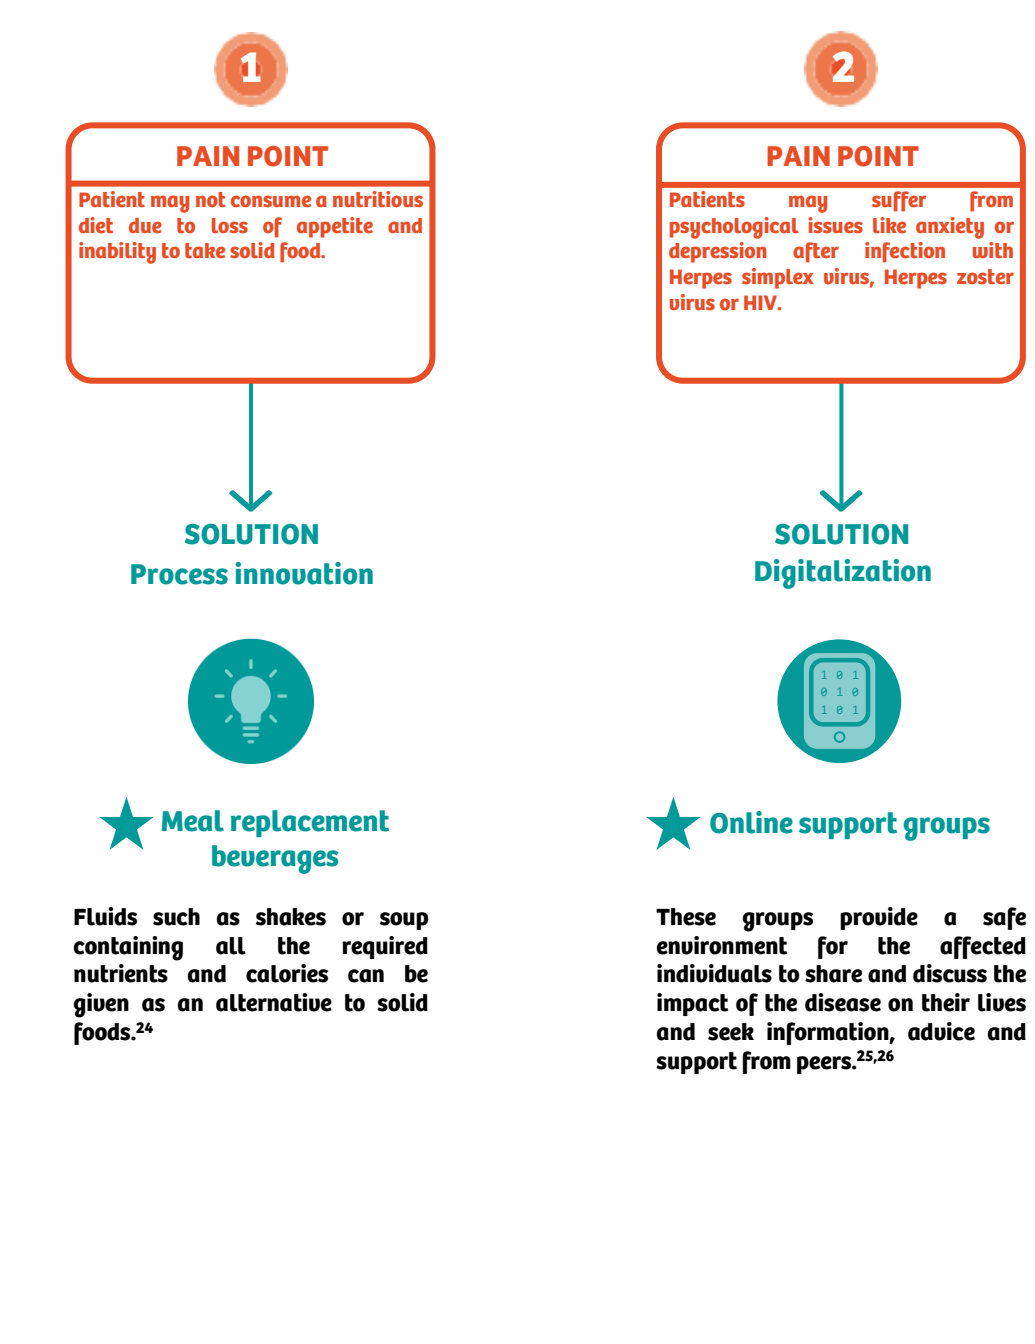 1
PAIN POINT
Patient may not consume a nutritious
diet due to loss of appetite and
inability to take solid food.
SOLUTION
Process innovation
Meal replacement
beverages
Fluids such as shakes or soup
containing all the required
nutrients and calories can be
given as an alternative to solid
foods.24
2
PAIN POINT
Patients may suffer from
psychological issues like anxiety or
depression after infection with
Herpes simplex virus, Herpes zoster
virus or HIV.
SOLUTION
Digitalization
1 0 1
0 1 0
1 0 1
Online support groups
These groups provide a safe
environment for the affected
individuals to share and discuss the
impact of the disease on their lives
and seek information, advice and
support from peers.25,26